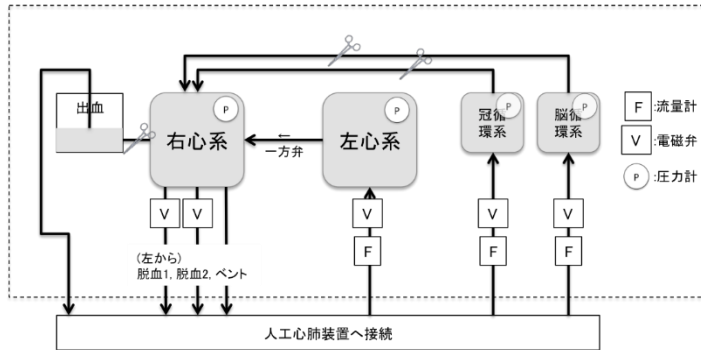 出血
P
右心系
←
一方弁
P
左心系
P
冠循
環系
P
脳循
環系
F :流量計
V :電磁弁
P :圧力計
V
V
V
V
V
F
F
F
(左から)
脱血1, 脱血2, ベント
人工心肺装置へ接続